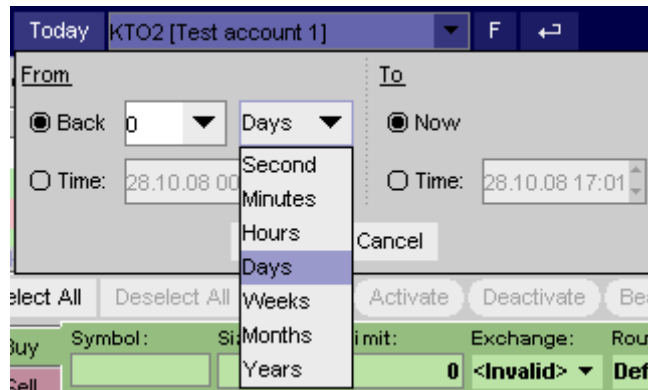 Today KTO2 [Test account 1] F
From To
Back 0 Days Now
Time: 28.10.08 00 Time: 28.10.08 17:01
Second
Minutes
Hours
Days
Weeks
Months
Years
Cancel
elect All Deselect All Activate Deactivate Be
Buy Symbol: Si imit: Exchange: Rou
Cell 0 <Invalid> Def